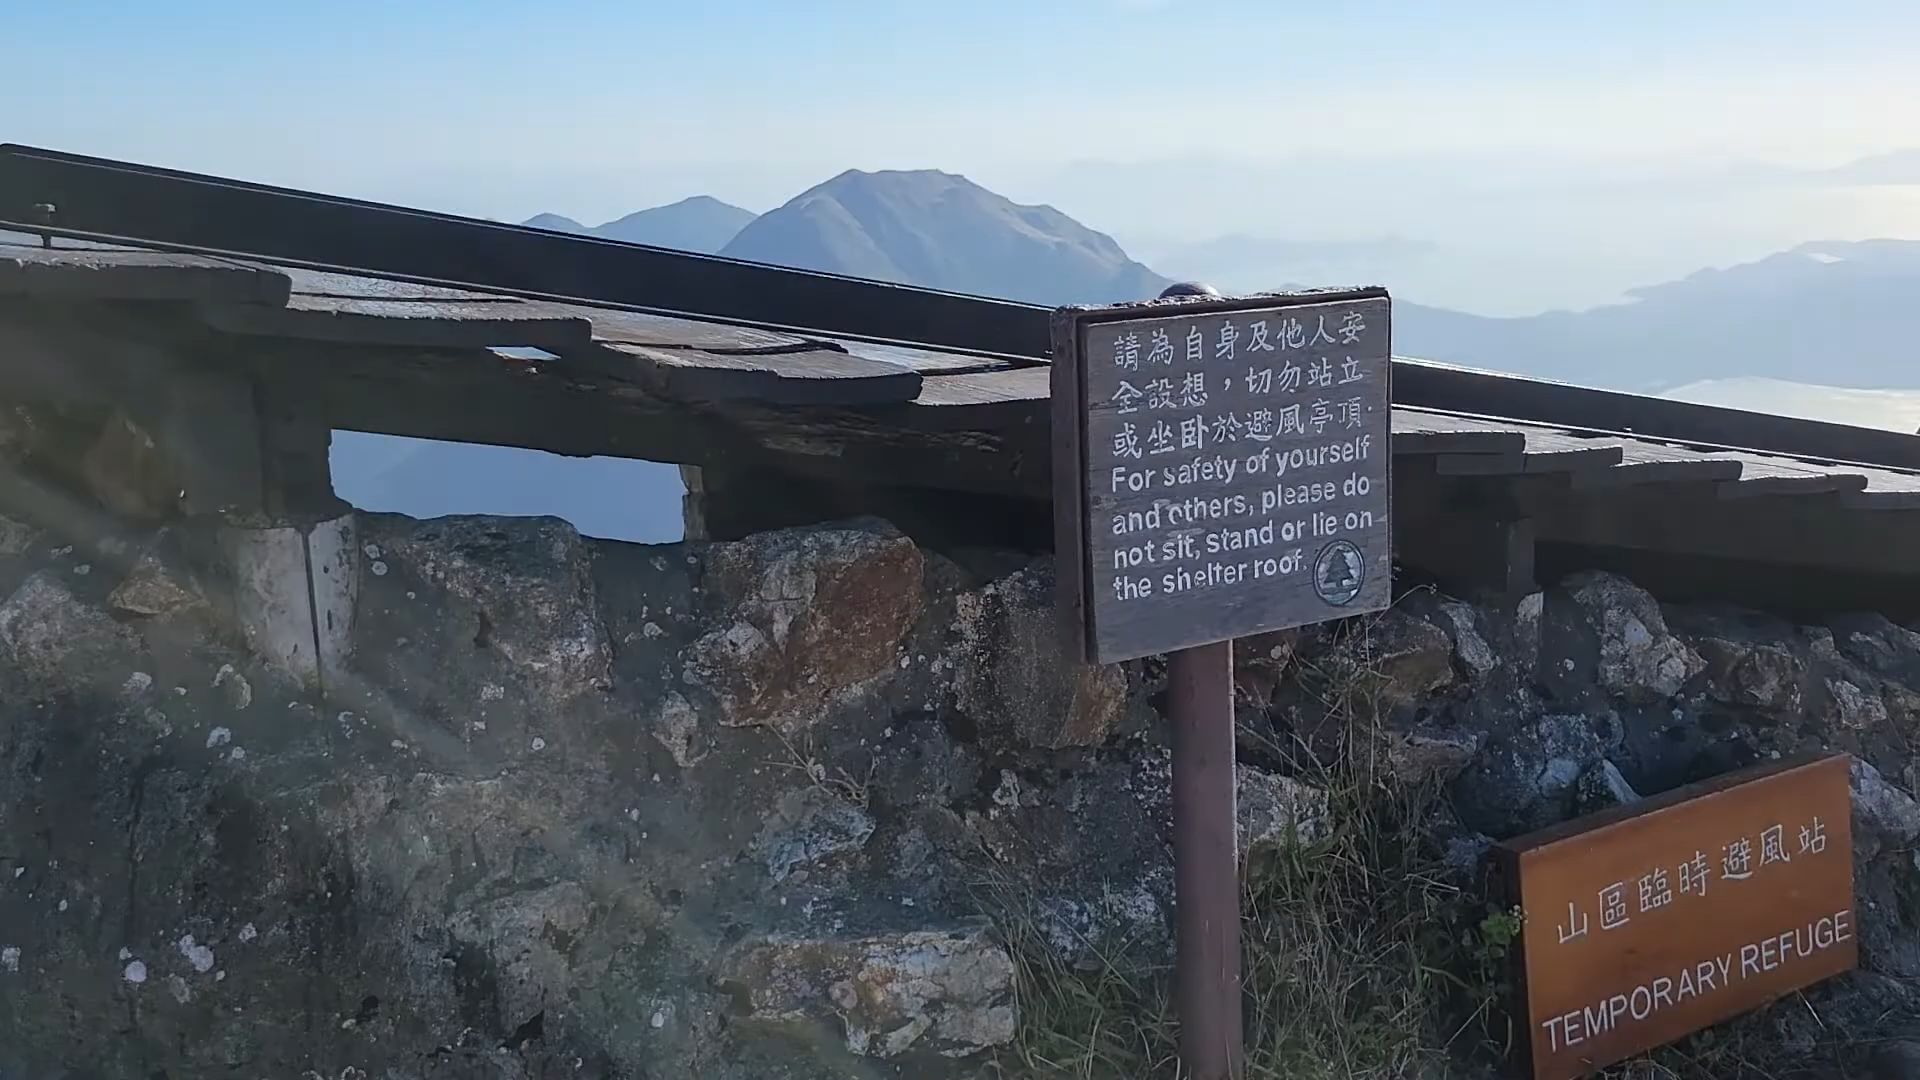 請為自身及他人安
全設想，切勿站立
或坐卧於避風亭頂.
For safety of yourself
and others, please do
not sit, stand or lie on
the shelter roof.
山區臨時避風站
TEMPORARY REFUGE